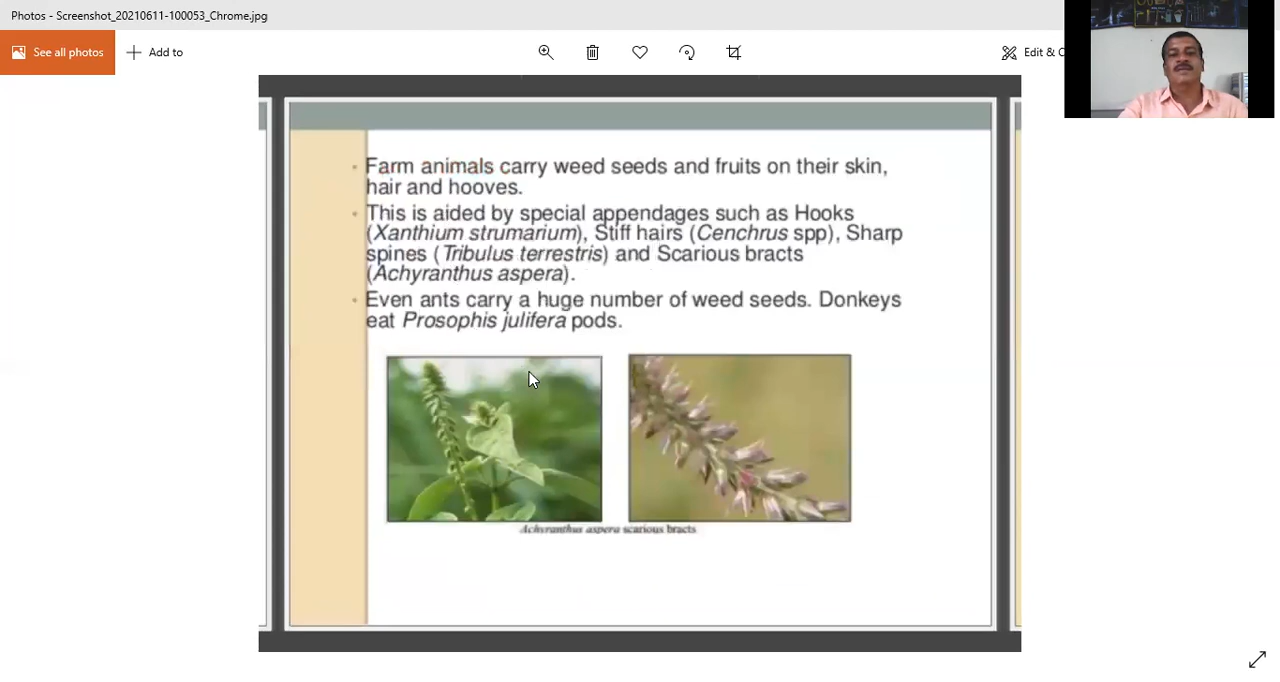 Photos - Screenshot_20210611-100053_Chrome.jpg
See all photos
Add to
Edit & C
Farm animals carry weed seeds and fruits on their skin,
hair and hooves.
This is aided by special appendages such as Hooks
(Xanthium strumarium), Stiff hairs (Cenchrus spp), Sharp
spines (Tribulus terrestris) and Scarious bracts
(Achyranthus aspera).
Even ants carry a huge number of weed seeds. Donkeys
eat Prosophis julifera pods.
Achyranthus aspera scarious bracts